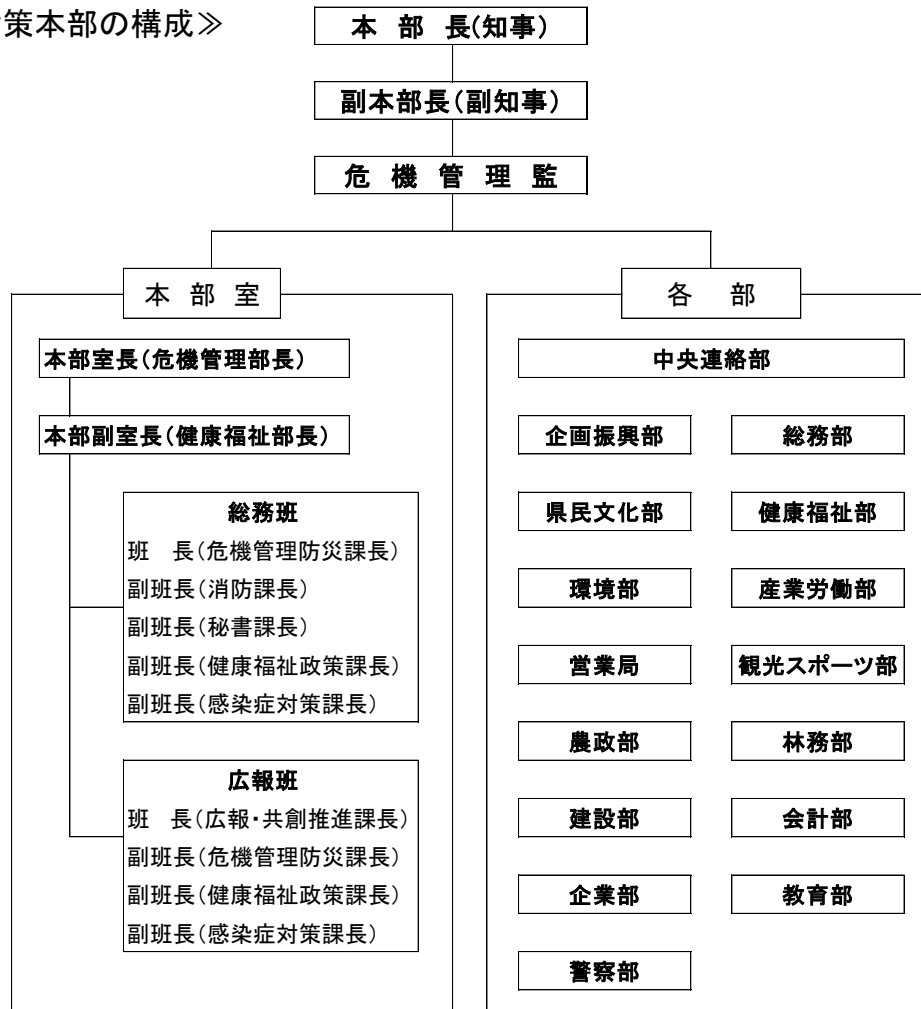 策本部の構成≫
本 部 長(知事)
副本部長(副知事)
危 機 管 理 監
本 部 室
本部室長(危機管理部長)
本部副室長(健康福祉部長)
総務班
班 長(危機管理防災課長)
副班長(消防課長)
副班長(秘書課長)
副班長(健康福祉政策課長)
副班長(感染症対策課長)
広報班
班 長(広報・共創推進課長)
副班長(危機管理防災課長)
副班長(健康福祉政策課長)
副班長(感染症対策課長)
各 部
中央連絡部
企画振興部 総務部
県民文化部 健康福祉部
環境部 産業労働部
営業局 観光スポーツ部
農政部 林務部
建設部 会計部
企業部 教育部
警察部